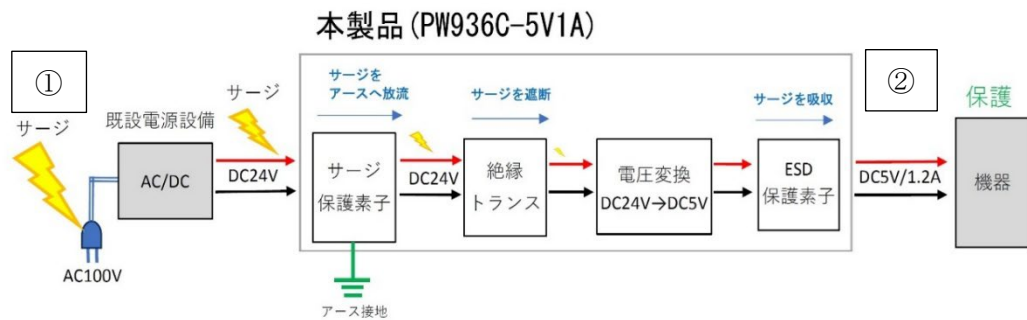 本製品(PW936C-5V1A)
①
サージ
既設電源設備
サージ
AC/DC
AC100V
DC24V
サージを
アースへ放流
サージ
保護素子
アース接地
DC24V
サージを遮断
絶縁
トランス
電圧変換
DC24V→DC5V
サージを吸収
ESD
保護素子
②
DC5V/1.2A
保護
機器